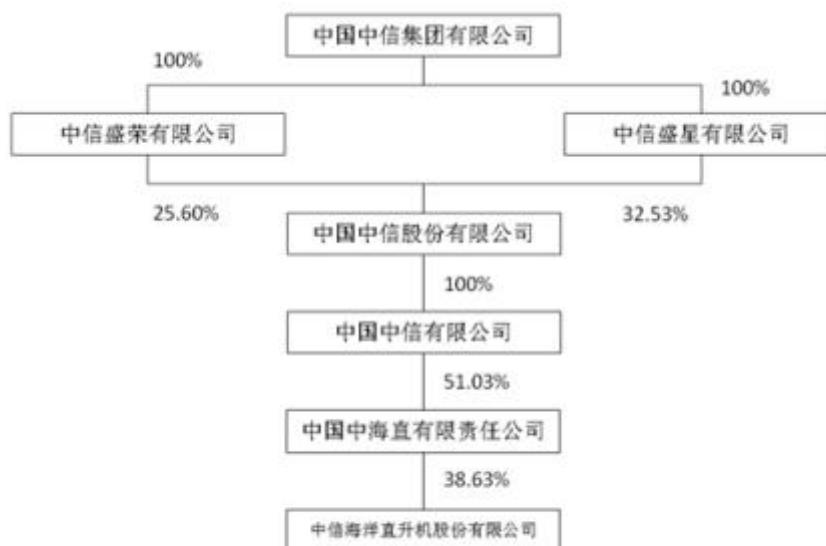 中国中信集团有限公司
100%
100%
中信盛荣有限公司
中信盛星有限公司
25.60%
32.53%
中国中信股份有限公司
100%
中国中信有限公司
51.03%
中国中海直有限责任公司
38.63%
中信海洋直升机股份有限公司